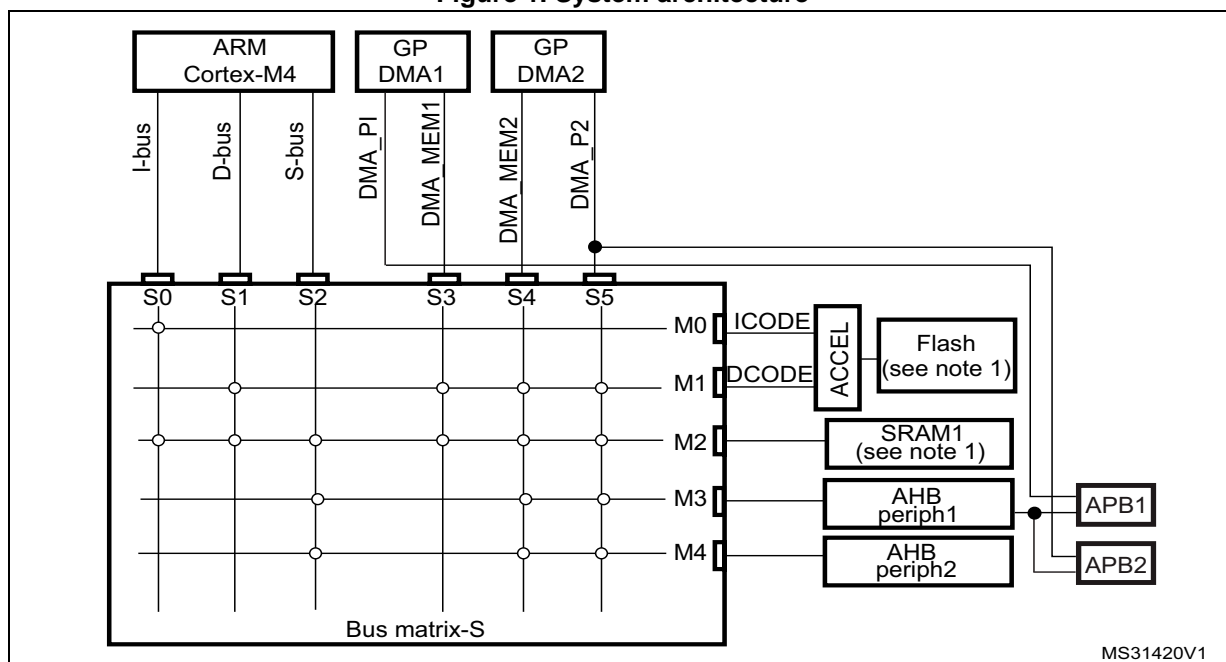 Figure 1. System architecture
ARM
Cortex-M4
GP
DMA1
GP
DMA2
I-bus
D-bus
S-bus
DMA_PI
DMA_MEM1
DMA_MEM2
DMA_P2
S0
S1
S2
S3
S4
S5
M0
ICODE
M1
DCODE
ACCEL
Flash
(see note 1)
M2
SRAM1
(see note 1)
M3
AHB
periph1
APB1
M4
AHB
periph2
APB2
Bus matrix-S
MS31420V1